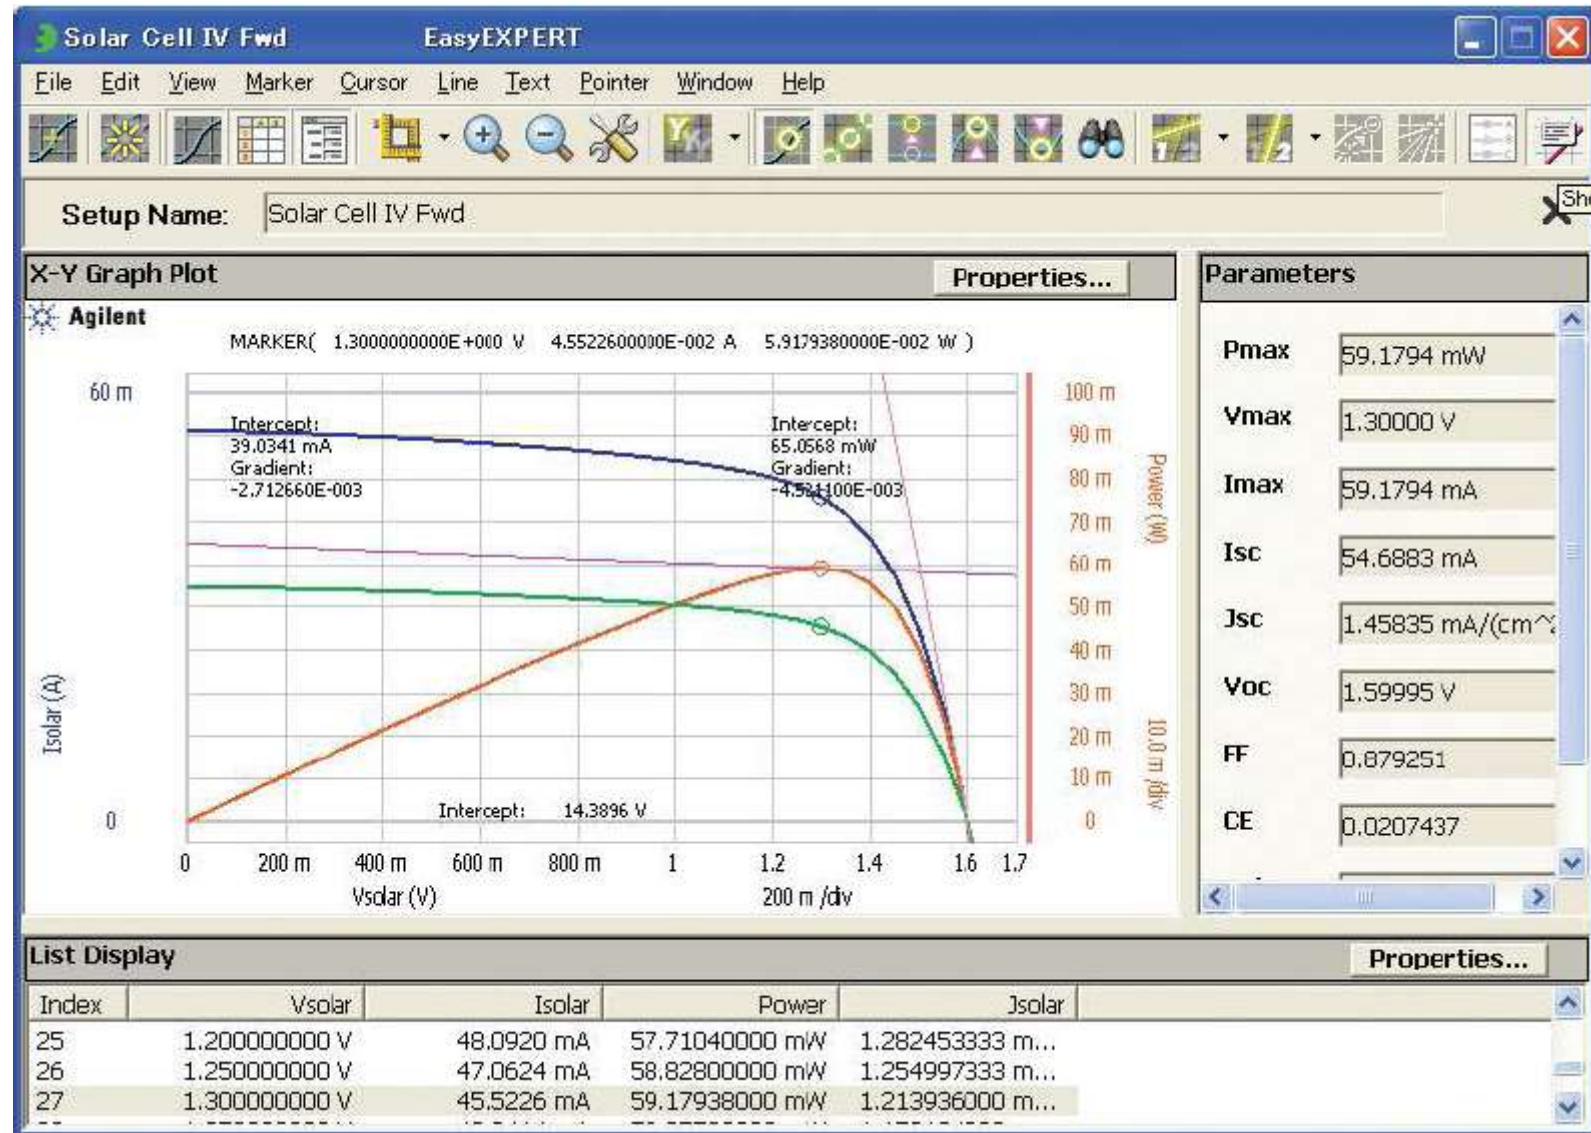 Solar Cell IV Fwd EasyEXPERT
File Edit View Marker Cursor Line Text Pointer Window Help
Setup Name: Solar Cell IV Fwd
X-Y Graph Plot Properties...
Agilent
MARKER( 1.3000000000E+000 V 4.5522600000E-002 A 5.9179380000E-002 W )
60 m
0
Isolar (A)
Intercept:
39.0341 mA
Gradient:
-2.712660E-003
Intercept:
65.0568 mW
Gradient:
Intercept: 14.3896 V
0 200 m 400 m 600 m 800 m 1 1.2 1.4 1.6 1.7
Vsolar (V) 200 m /div
100 m
90 m
80 m
70 m
60 m
50 m
40 m
30 m
20 m
10 m
0
Power (W)
10.0 m /div
Parameters
Pmax 59.1794 mW
Vmax 1.30000 V
Imax 59.1794 mA
Isc 54.6883 mA
Jsc 1.45835 mA/(cm^
Voc 1.59995 V
FF 0.879251
CE 0.0207437
List Display Properties...
Index Vsolar Isolar Power Jsolar
25 1.200000000 V 48.0920 mA 57.71040000 mW 1.282453333 m...
26 1.250000000 V 47.0624 mA 58.82800000 mW 1.254997333 m...
27 1.300000000 V 45.5226 mA 59.17938000 mW 1.213936000 m...